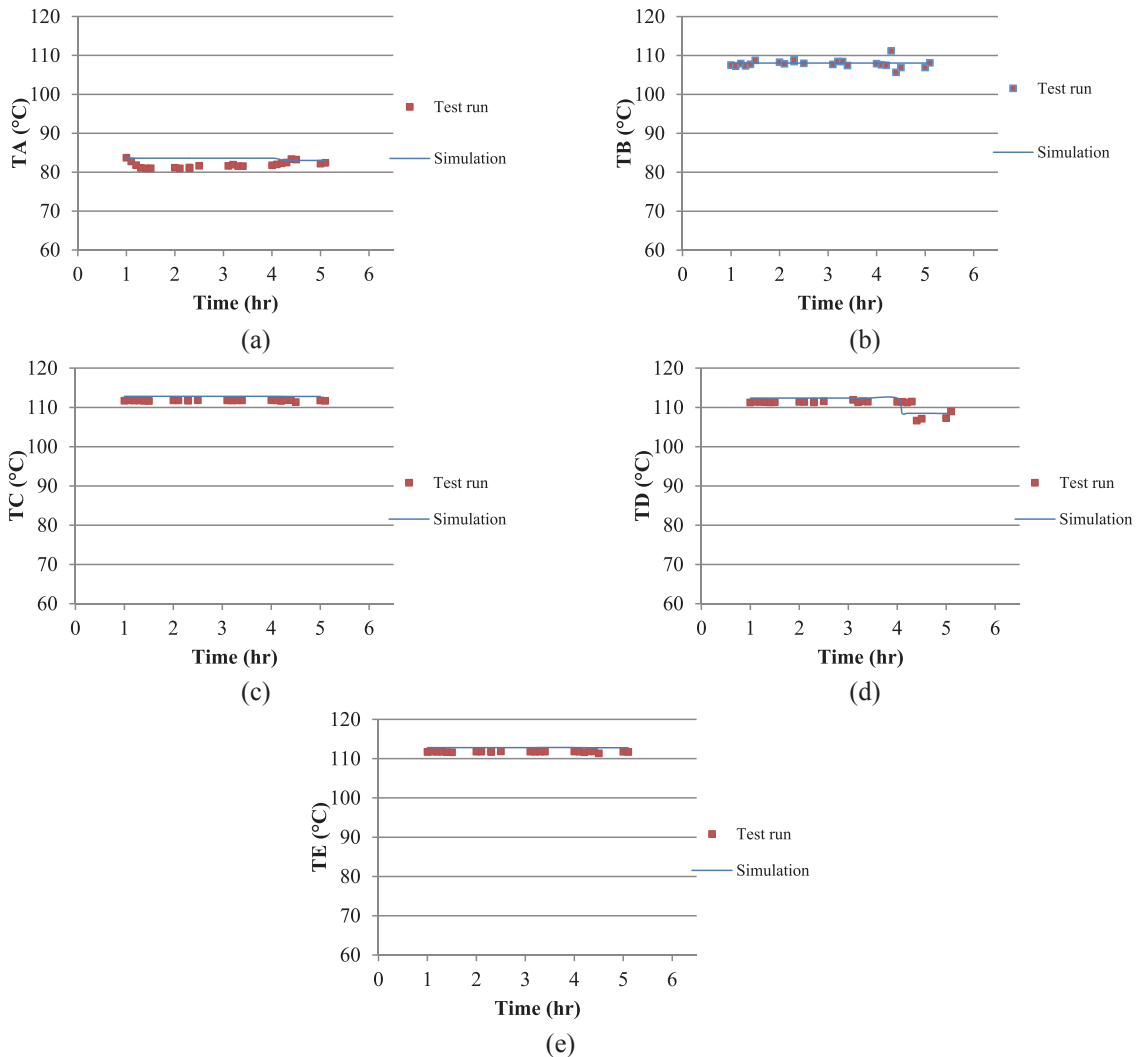 120
110
100
90
80
70
60
TA (°C)
0 1 2 3 4 5 6
Time (hr)
Test run
Simulation
(a)
120
110
100
90
80
70
60
TB (°C)
0 1 2 3 4 5 6
Time (hr)
Test run
Simulation
(b)
120
110
100
90
80
70
60
TC (°C)
0 1 2 3 4 5 6
Time (hr)
Test run
Simulation
(c)
120
110
100
90
80
70
60
TD (°C)
0 1 2 3 4 5 6
Time (hr)
Test run
Simulation
(d)
120
110
100
90
80
70
60
TE (°C)
0 1 2 3 4 5 6
Time (hr)
Test run
Simulation
(e)